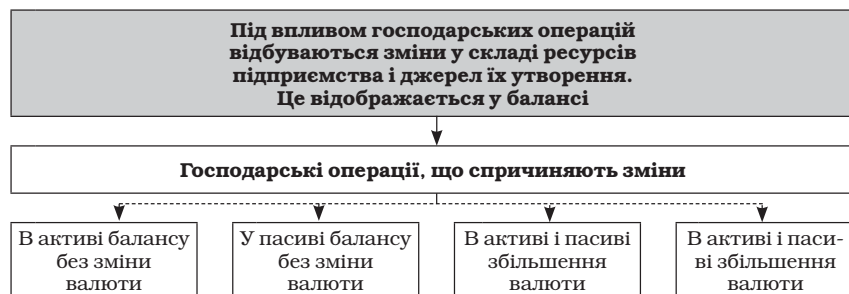 Під впливом господарських операцій
відбуваються зміни у складі ресурсів
підприємства і джерел їх утворення.
Це відображається у балансі
Господарські операції, що спричиняють зміни
В активі балансу
без зміни
валюти
У пасиві балансу
без зміни
валюти
В активі і пасиві
збільшення
валюти
В активі і паси-
ві збільшення
валюти